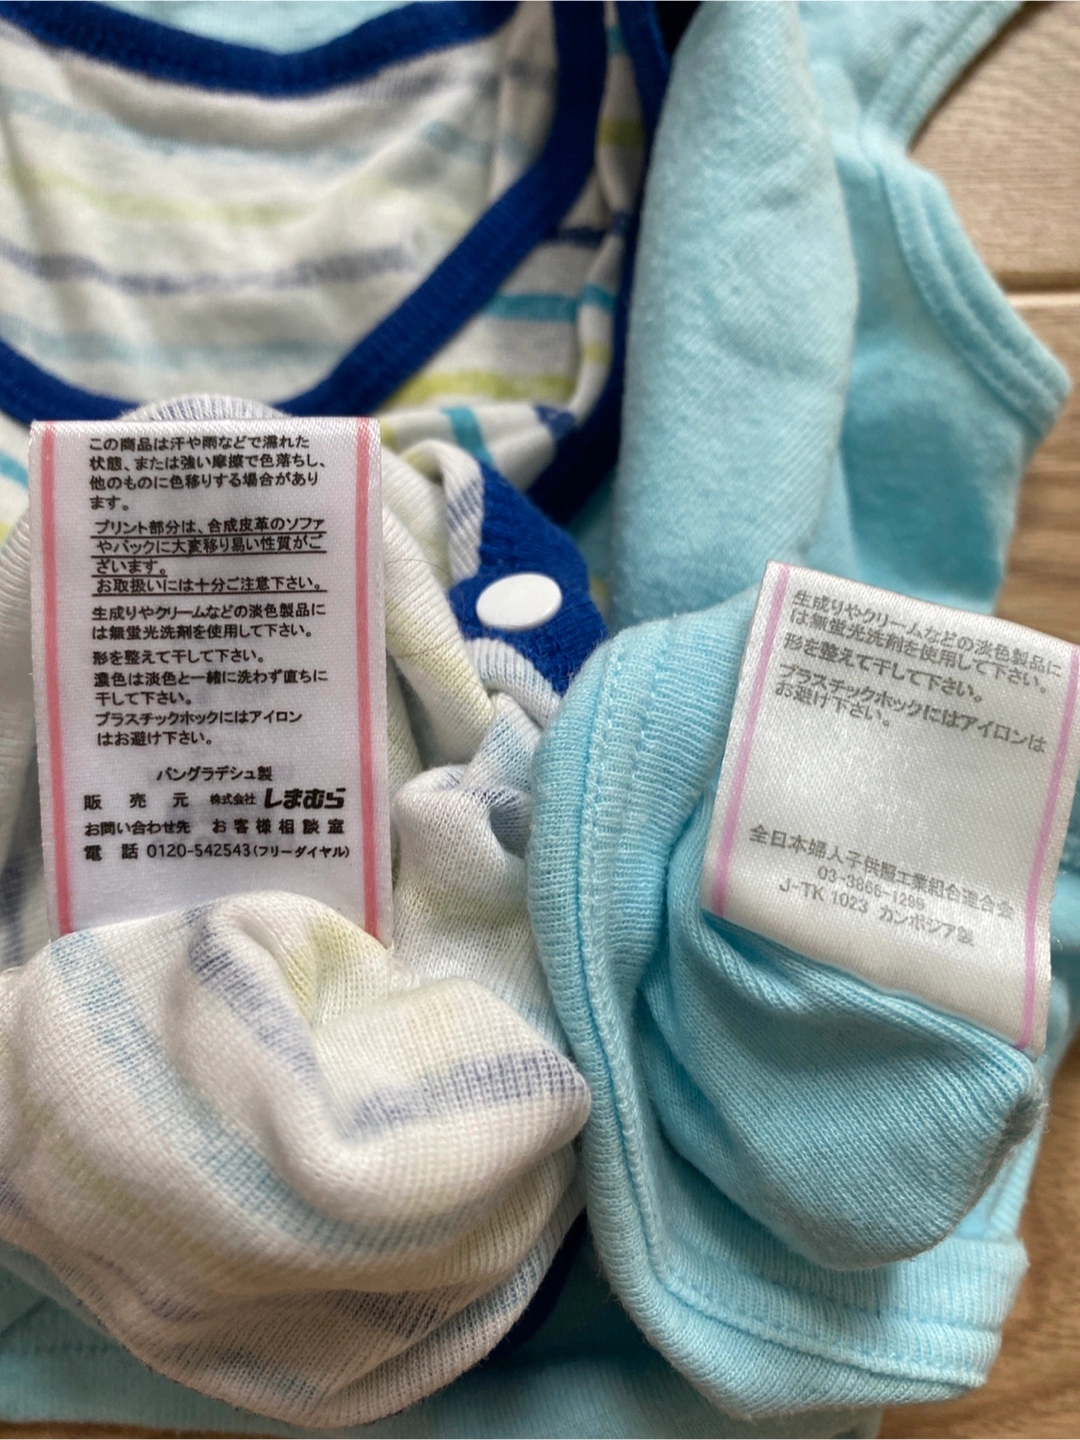 この商品は汗や雨などで濡れた
状態、または強い摩擦で色落ちし、
他のものに色移りする場合があり
ます。
プリント部分は、合成皮革のソファ
やバックに大変移り易い性質がご
ざいます。
お取扱いには十分ご注意下さい。
生成りやクリームなどの淡色製品に
は無蛍光洗剤を使用して下さい。
形を整えて干して下さい。
濃色は淡色と一緒に洗わず直ちに
干して下さい。
プラスチックホックにはアイロン
はお避け下さい。
バングラデシュ製
販売元 株式会社 しまむら
お問い合わせ先 お客様相談室
電話 0120-542543(フリーダイヤル)
生成りやクリームなどの淡色製品に
は無蛍光洗剤を使用して下さい。
形を整えて干して下さい。
プラスチックホックにはアイロンは
お避け下さい。
全日本婦人子供服工業組合連合会
03-3866-1299
J-TK 1023 カンボジア製